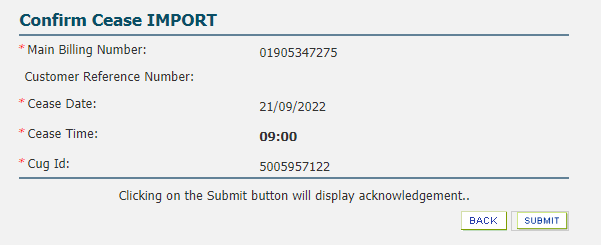 Confirm Cease IMPORT
* Main Billing Number: 01905347275
Customer Reference Number:
* Cease Date: 21/09/2022
* Cease Time: 09:00
* Cug Id: 5005957122
Clicking on the Submit button will display acknowledgement..
BACK SUBMIT